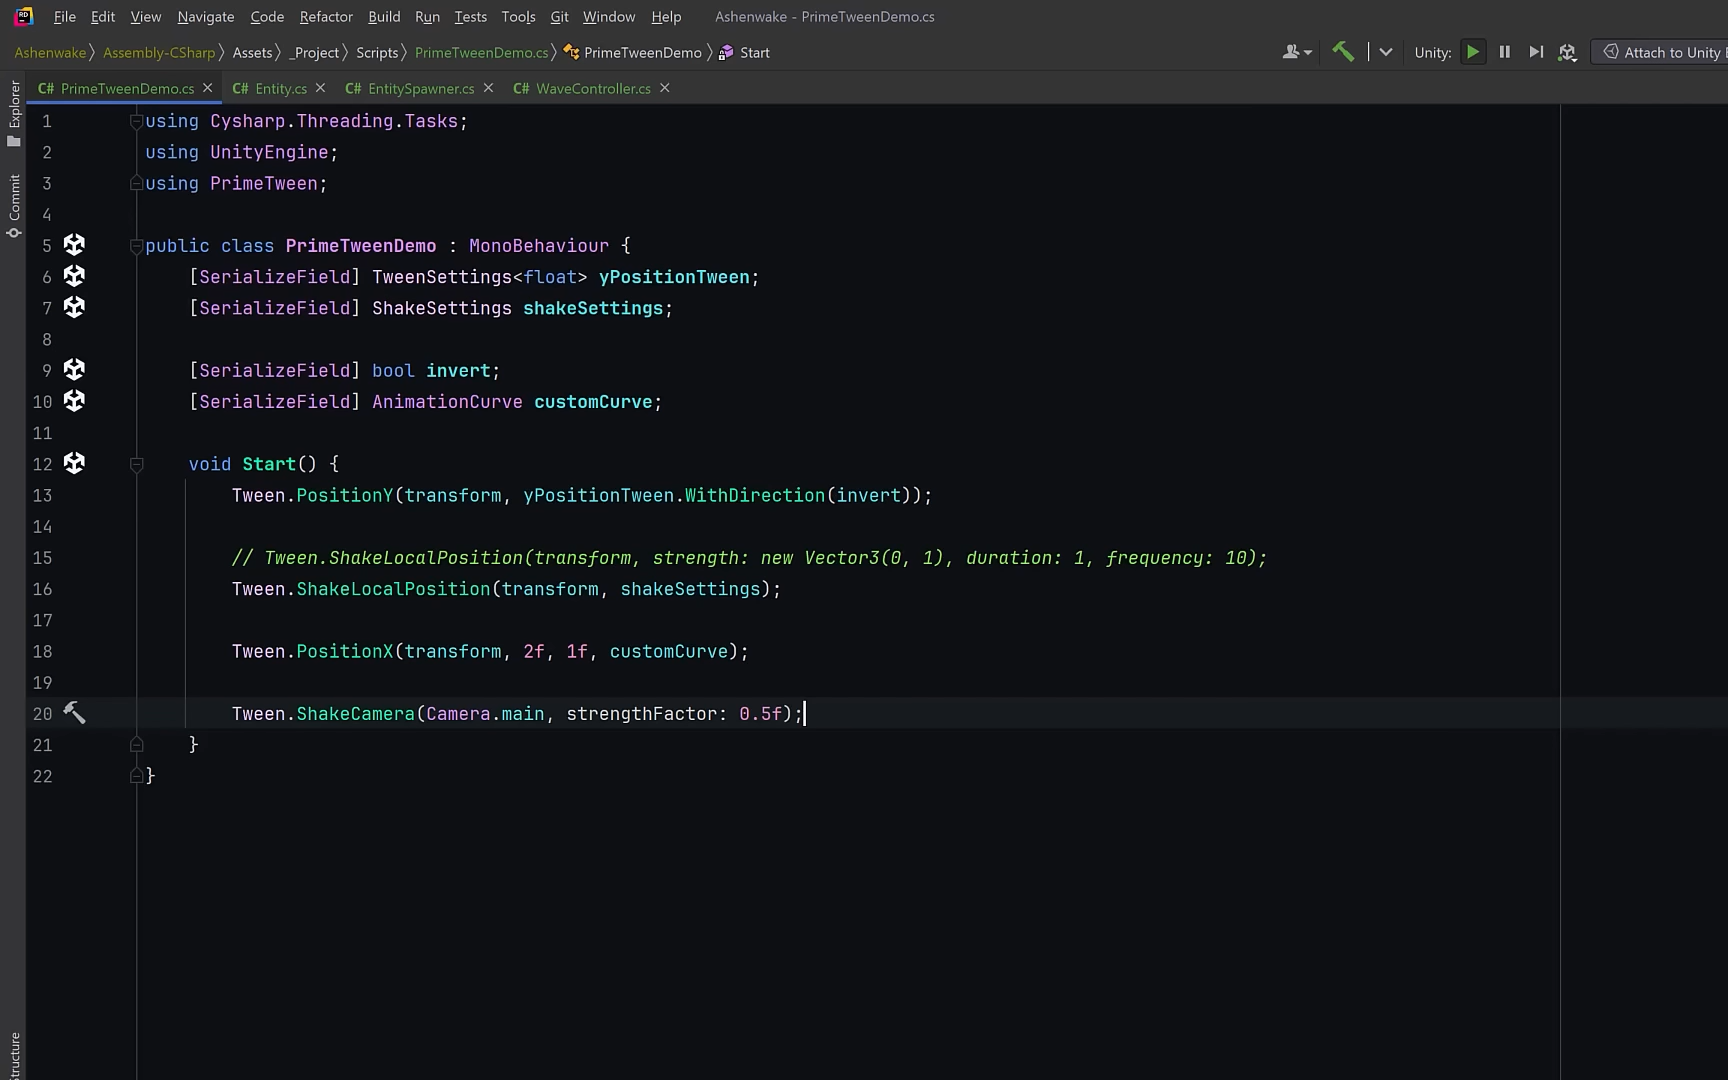 RD File Edit View Navigate Code Refactor Build Run Tests Tools Git Window Help Ashenwake - PrimeTweenDemo.cs
Ashenwake Assembly-CSharp Assets _Project Scripts PrimeTweenDemo.cs PrimeTweenDemo Start Unity: Attach to Unity
C# PrimeTweenDemo.cs C# Entity.cs C# EntitySpawner.cs C# WaveController.cs
Explorer
Commit
Structure
1 using Cysharp.Threading.Tasks;
2 using UnityEngine;
3 using PrimeTween;
4
5 public class PrimeTweenDemo : MonoBehaviour {
6 [SerializeField] TweenSettings<float> yPositionTween;
7 [SerializeField] ShakeSettings shakeSettings;
8
9 [SerializeField] bool invert;
10 [SerializeField] AnimationCurve customCurve;
11
12 void Start() {
13 Tween.PositionY(transform, yPositionTween.WithDirection(invert));
14
15 // Tween.ShakeLocalPosition(transform, strength: new Vector3(0, 1), duration: 1, frequency: 10);
16 Tween.ShakeLocalPosition(transform, shakeSettings);
17
18 Tween.PositionX(transform, 2f, 1f, customCurve);
19
20 Tween.ShakeCamera(Camera.main, strengthFactor: 0.5f);
21 }
22 }